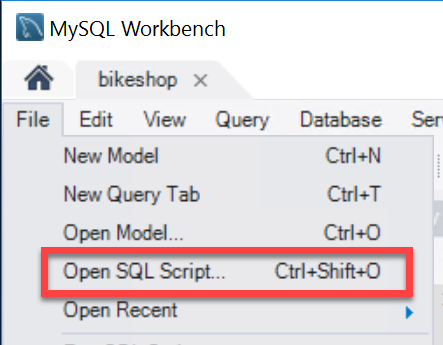 MySQL Workbench
bikeshop
File Edit View Query Database
New Model Ctrl+N
New Query Tab Ctrl+T
Open Model... Ctrl+O
Open SQL Script... Ctrl+Shift+O
Open Recent